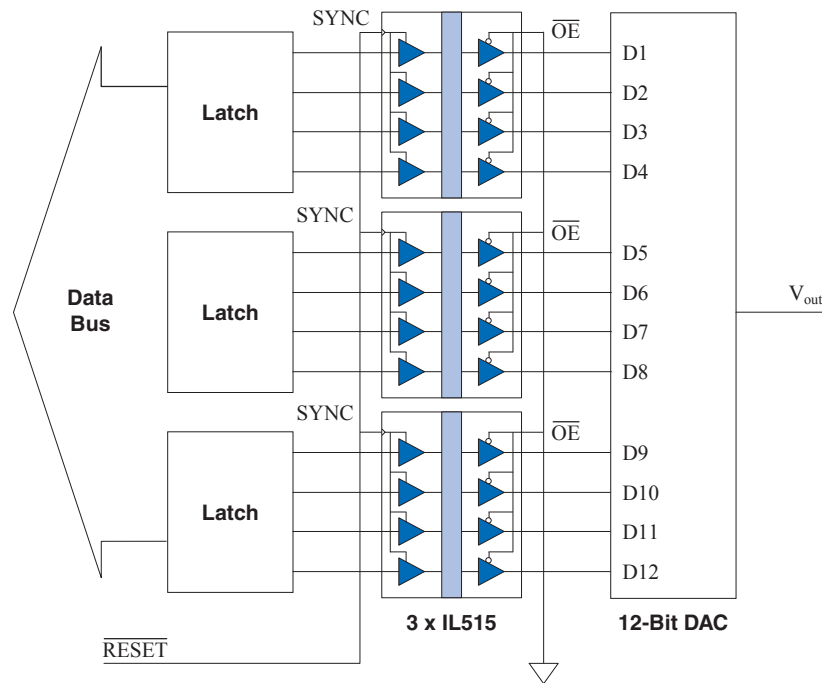 SYNC
OE
D1
D2
D3
D4
Latch
SYNC
OE
D5
D6
D7
D8
Data
Bus
Latch
Vout
SYNC
OE
D9
D10
D11
D12
Latch
3 x IL515
12-Bit DAC
RESET